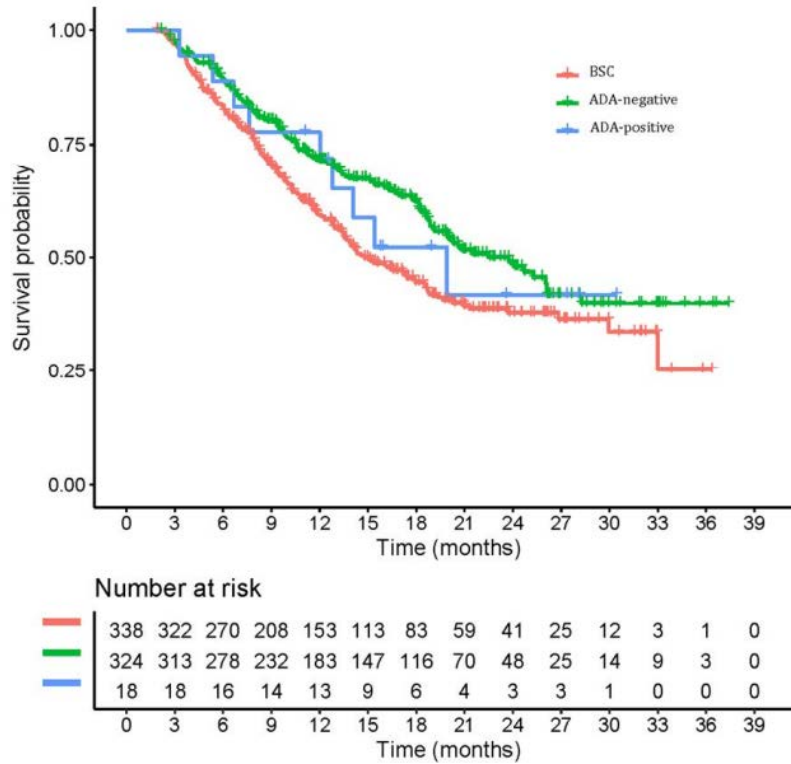 1.00
0.75
0.50
0.25
0.00
Survival probability
BSC
ADA-negative
ADA-positive
0 3 6 9 12 15 18 21 24 27 30 33 36 39
Time (months)
Number at risk
338 322 270 208 153 113 83 59 41 25 12 3 1 0
324 313 278 232 183 147 116 70 48 25 14 9 3 0
18 18 16 14 13 9 6 4 3 3 1 0 0 0
0 3 6 9 12 15 18 21 24 27 30 33 36 39
Time (months)